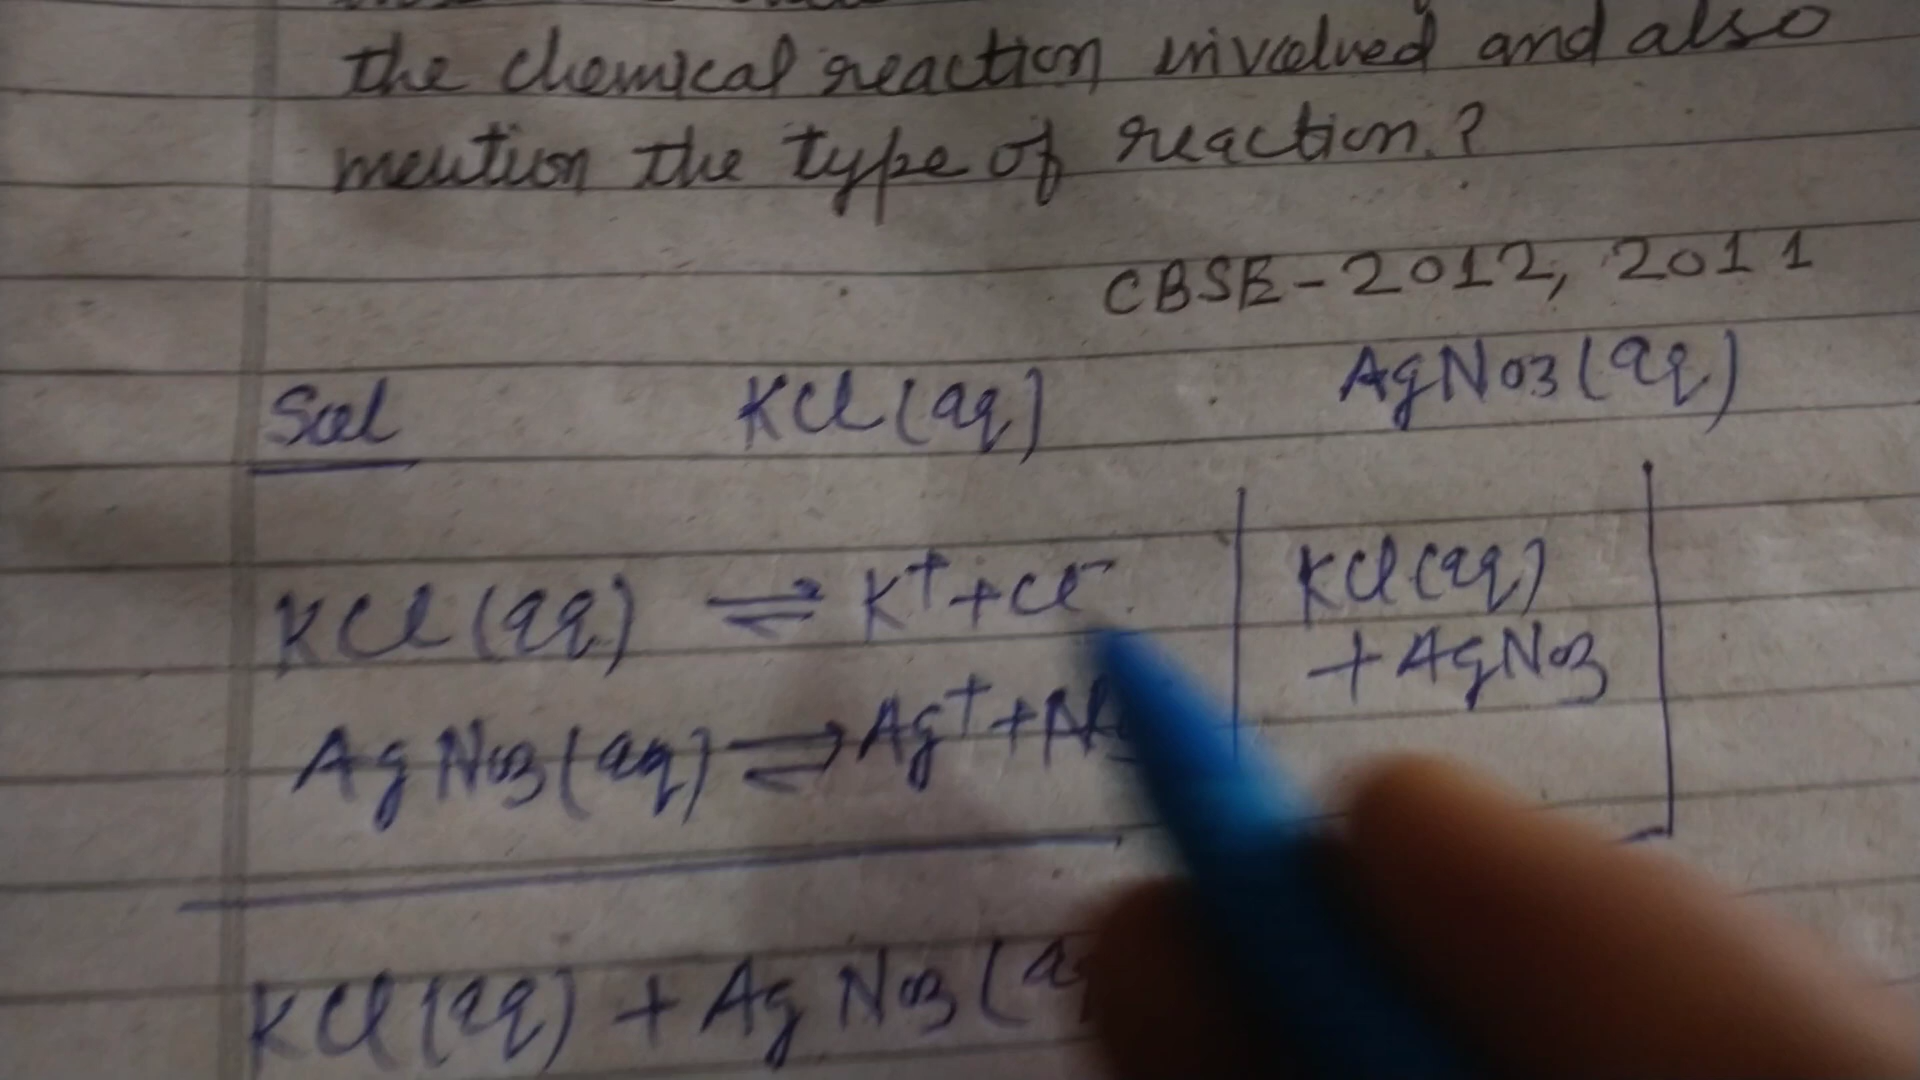 the chemical reaction involved and also
mention the type of reaction.?
CBSE-2012, 2011
Sol KCl(aq) AgNO3(aq)
KCl(aq) ⇌ K⁺+Cl⁻
KCl(aq)
+AgNO3
AgNO3(aq) ⇌ Ag⁺+
KCl(aq) + AgNO3(a